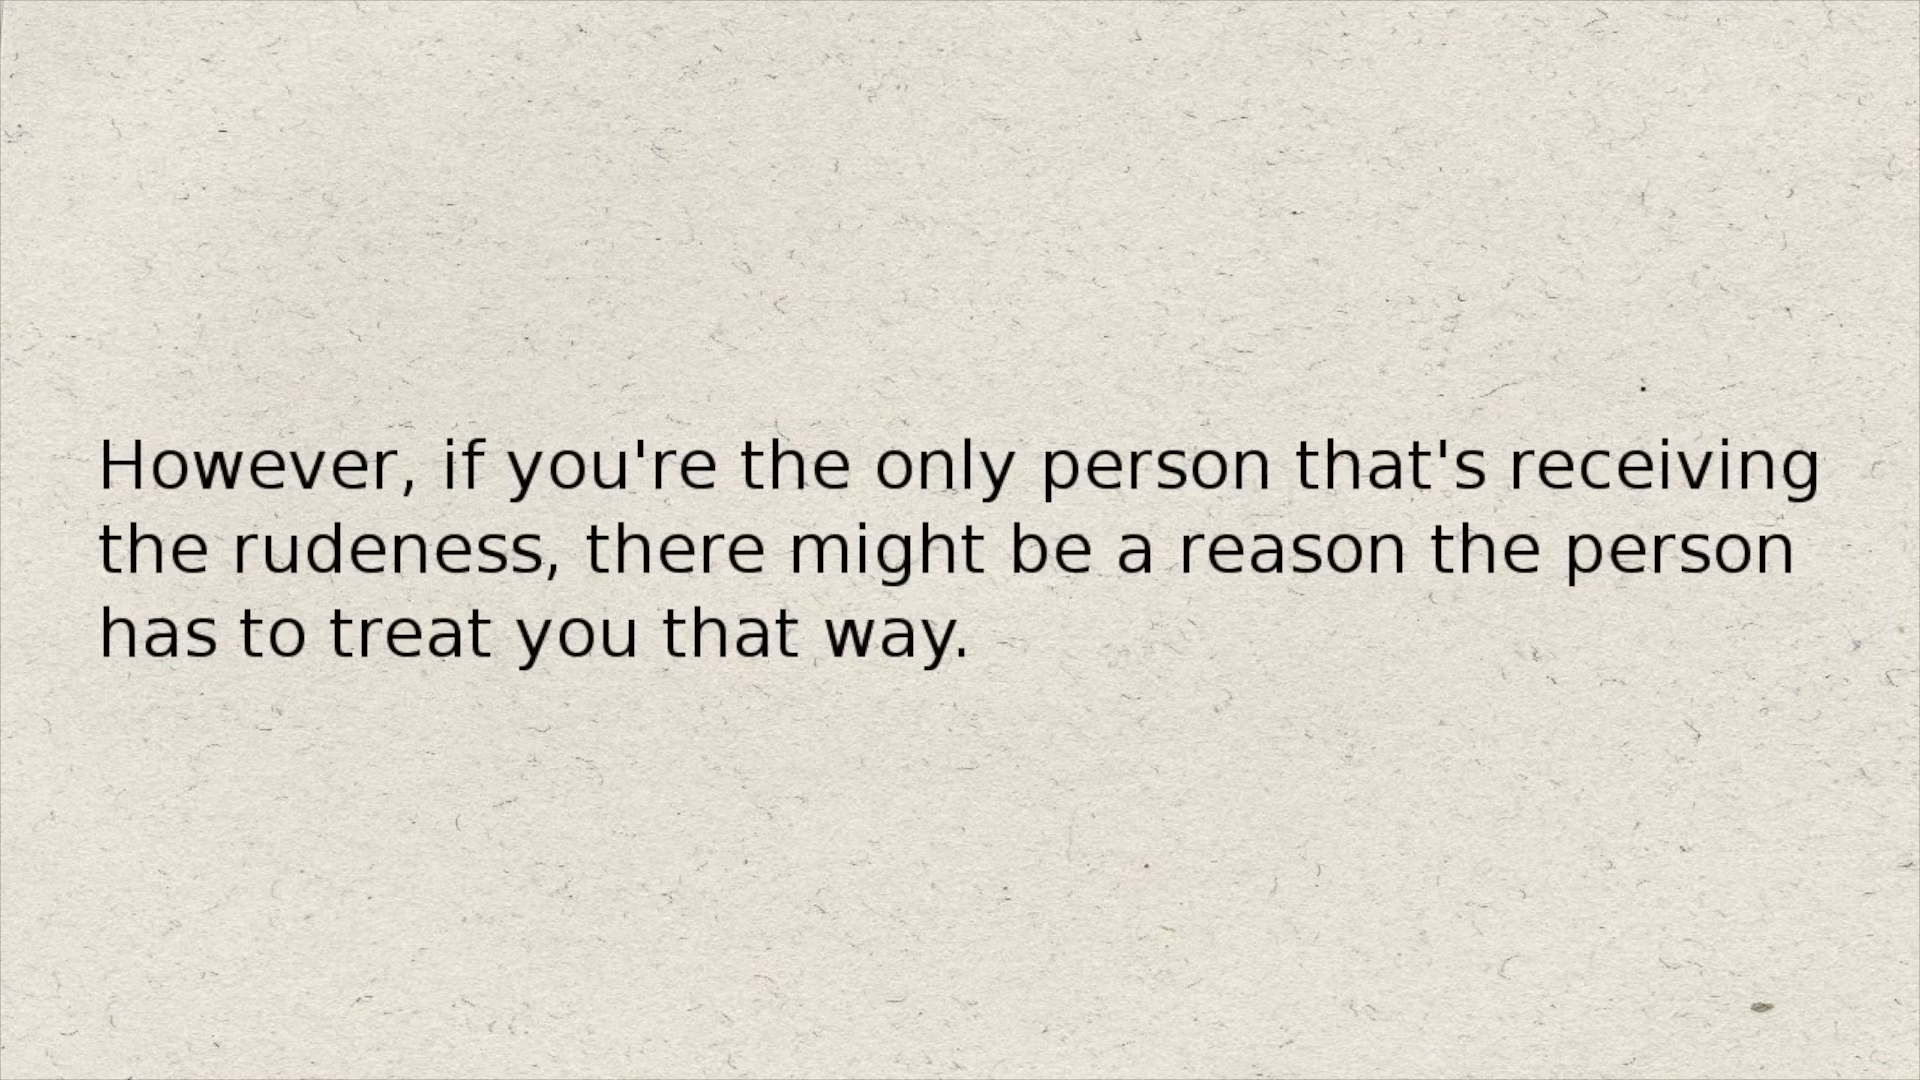 However, if you're the only person that's receiving
the rudeness, there might be a reason the person
has to treat you that way.